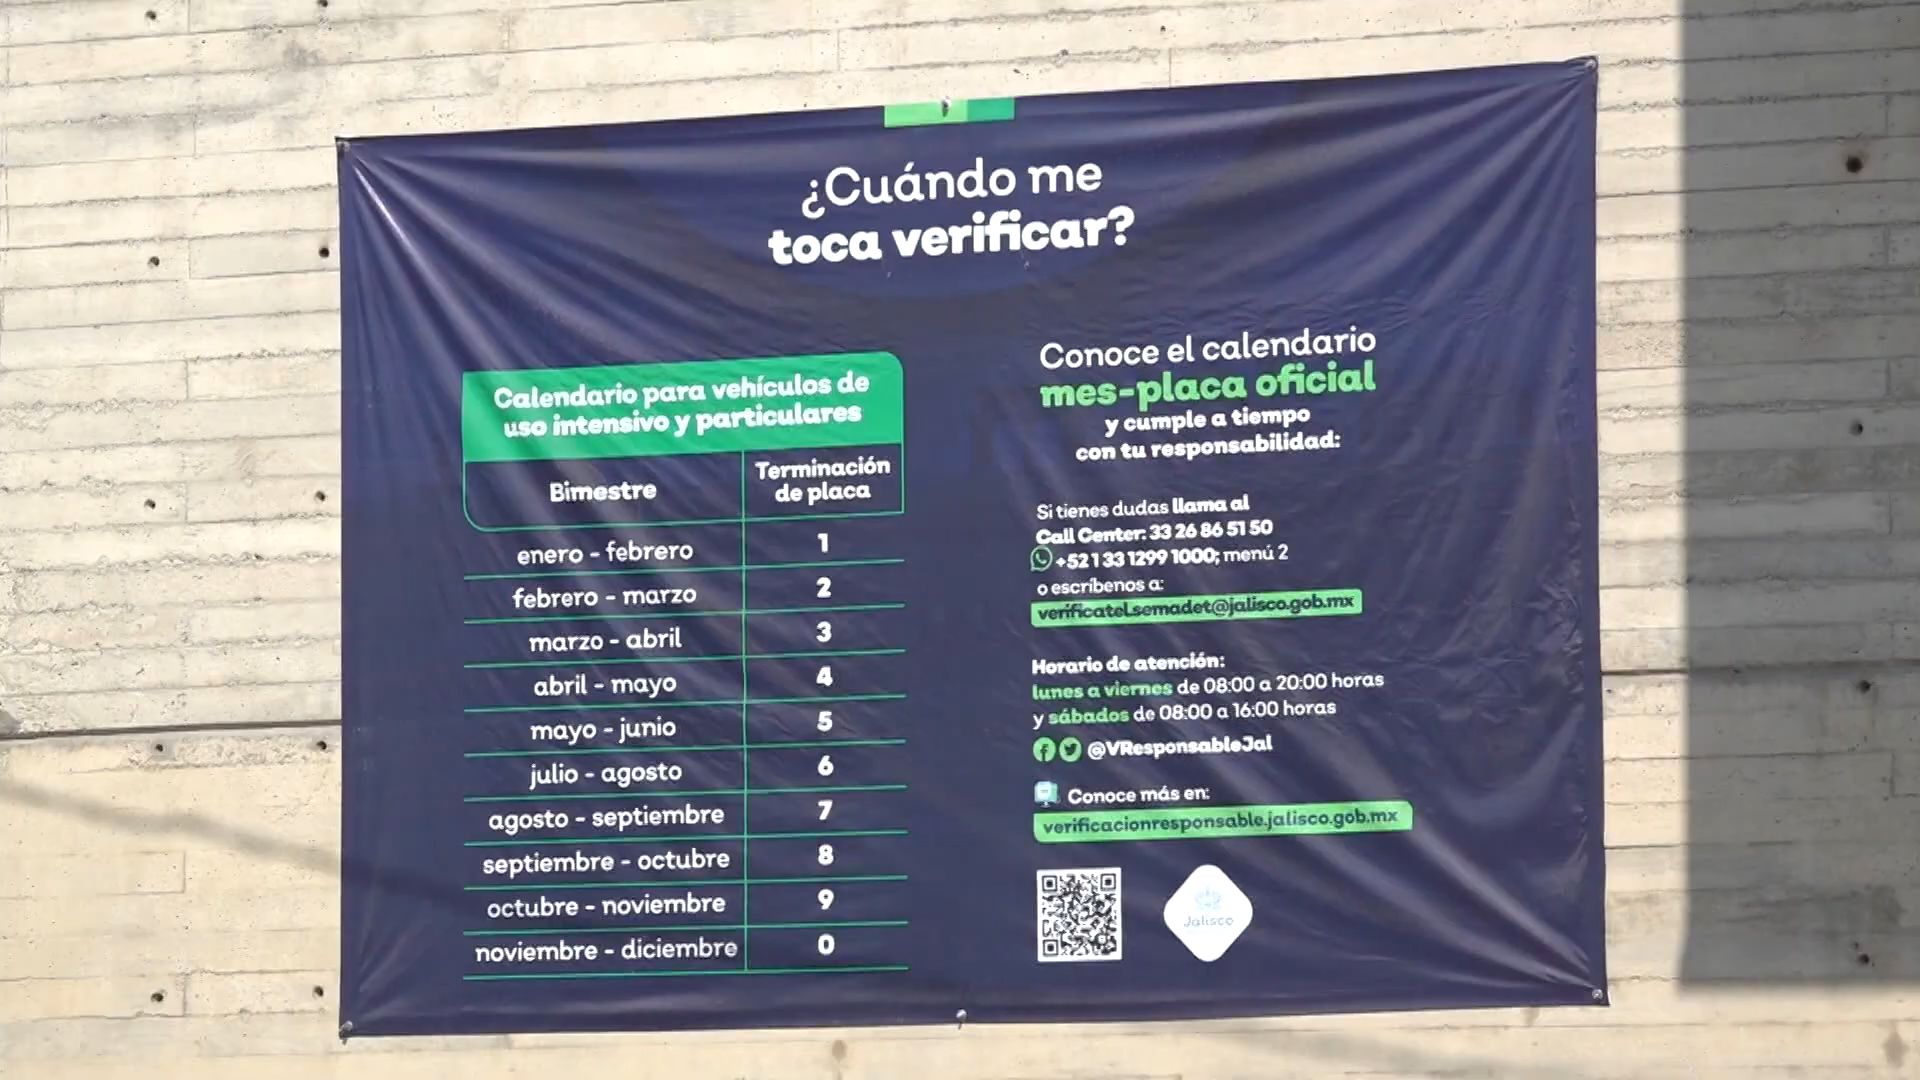 ¿Cuándo me
toca verificar?
Calendario para vehículos de
uso intensivo y particulares
Bimestre
Terminación
de placa
enero - febrero 1
febrero - marzo 2
marzo - abril 3
abril - mayo 4
mayo - junio 5
julio - agosto 6
agosto - septiembre 7
septiembre - octubre 8
octubre - noviembre 9
noviembre - diciembre 0
Conoce el calendario
mes-placa oficial
y cumple a tiempo
con tu responsabilidad:
Si tienes dudas llama al
Call Center: 33 26 86 51 50
+52 1 33 1299 1000; menú 2
o escríbenos a:
verificatel.semadet@jalisco.gob.mx
Horario de atención:
lunes a viernes de 08:00 a 20:00 horas
y sábados de 08:00 a 16:00 horas
@VResponsableJal
Conoce más en:
verificacionresponsable.jalisco.gob.mx
Jalisco